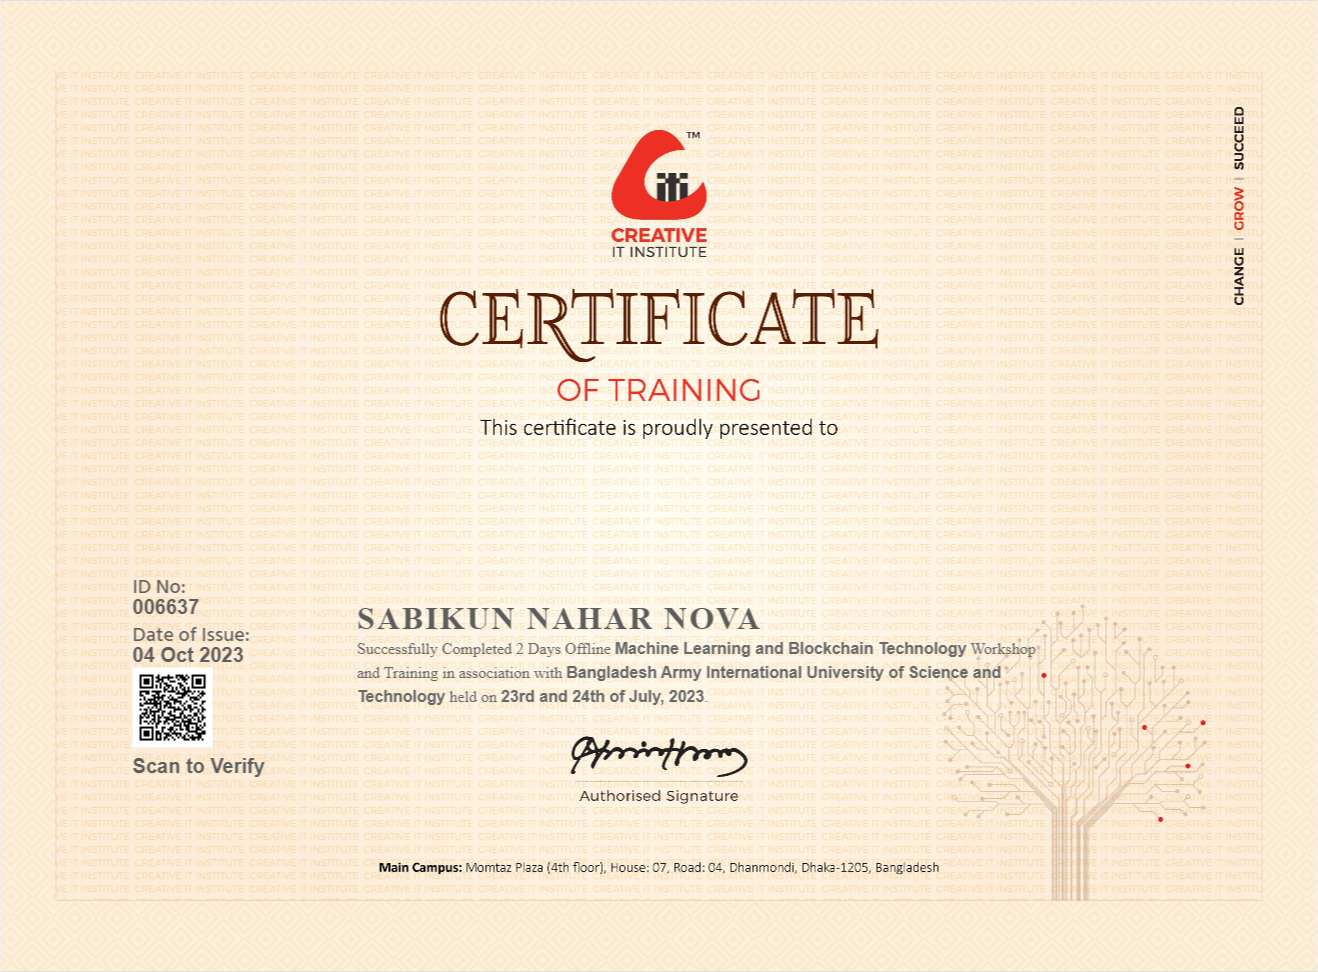 CHANGE | GROW | SUCCEED
TM
iti
CREATIVE
IT INSTITUTE
CERTIFICATE
OF TRAINING
This certificate is proudly presented to
ID No:
006637
Date of Issue:
04 Oct 2023
Scan to Verify
SABIKUN NAHAR NOVA
Successfully Completed 2 Days Offline Machine Learning and Blockchain Technology Workshop
and Training in association with Bangladesh Army International University of Science and
Technology held on 23rd and 24th of July, 2023.
Authorised Signature
Main Campus: Momtaz Plaza (4th floor), House: 07, Road: 04, Dhanmondi, Dhaka-1205, Bangladesh